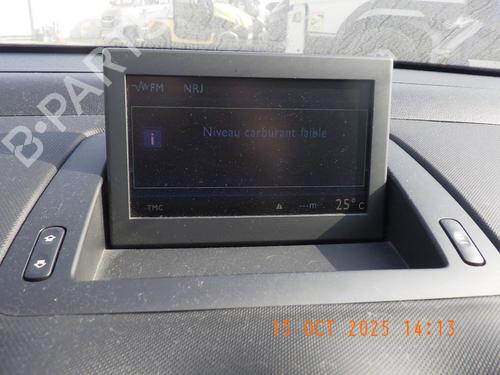 FM NRJ
i Niveau carburant faible
TMC --m 25°C
B-PARTS
15 OCT 2025 14:13